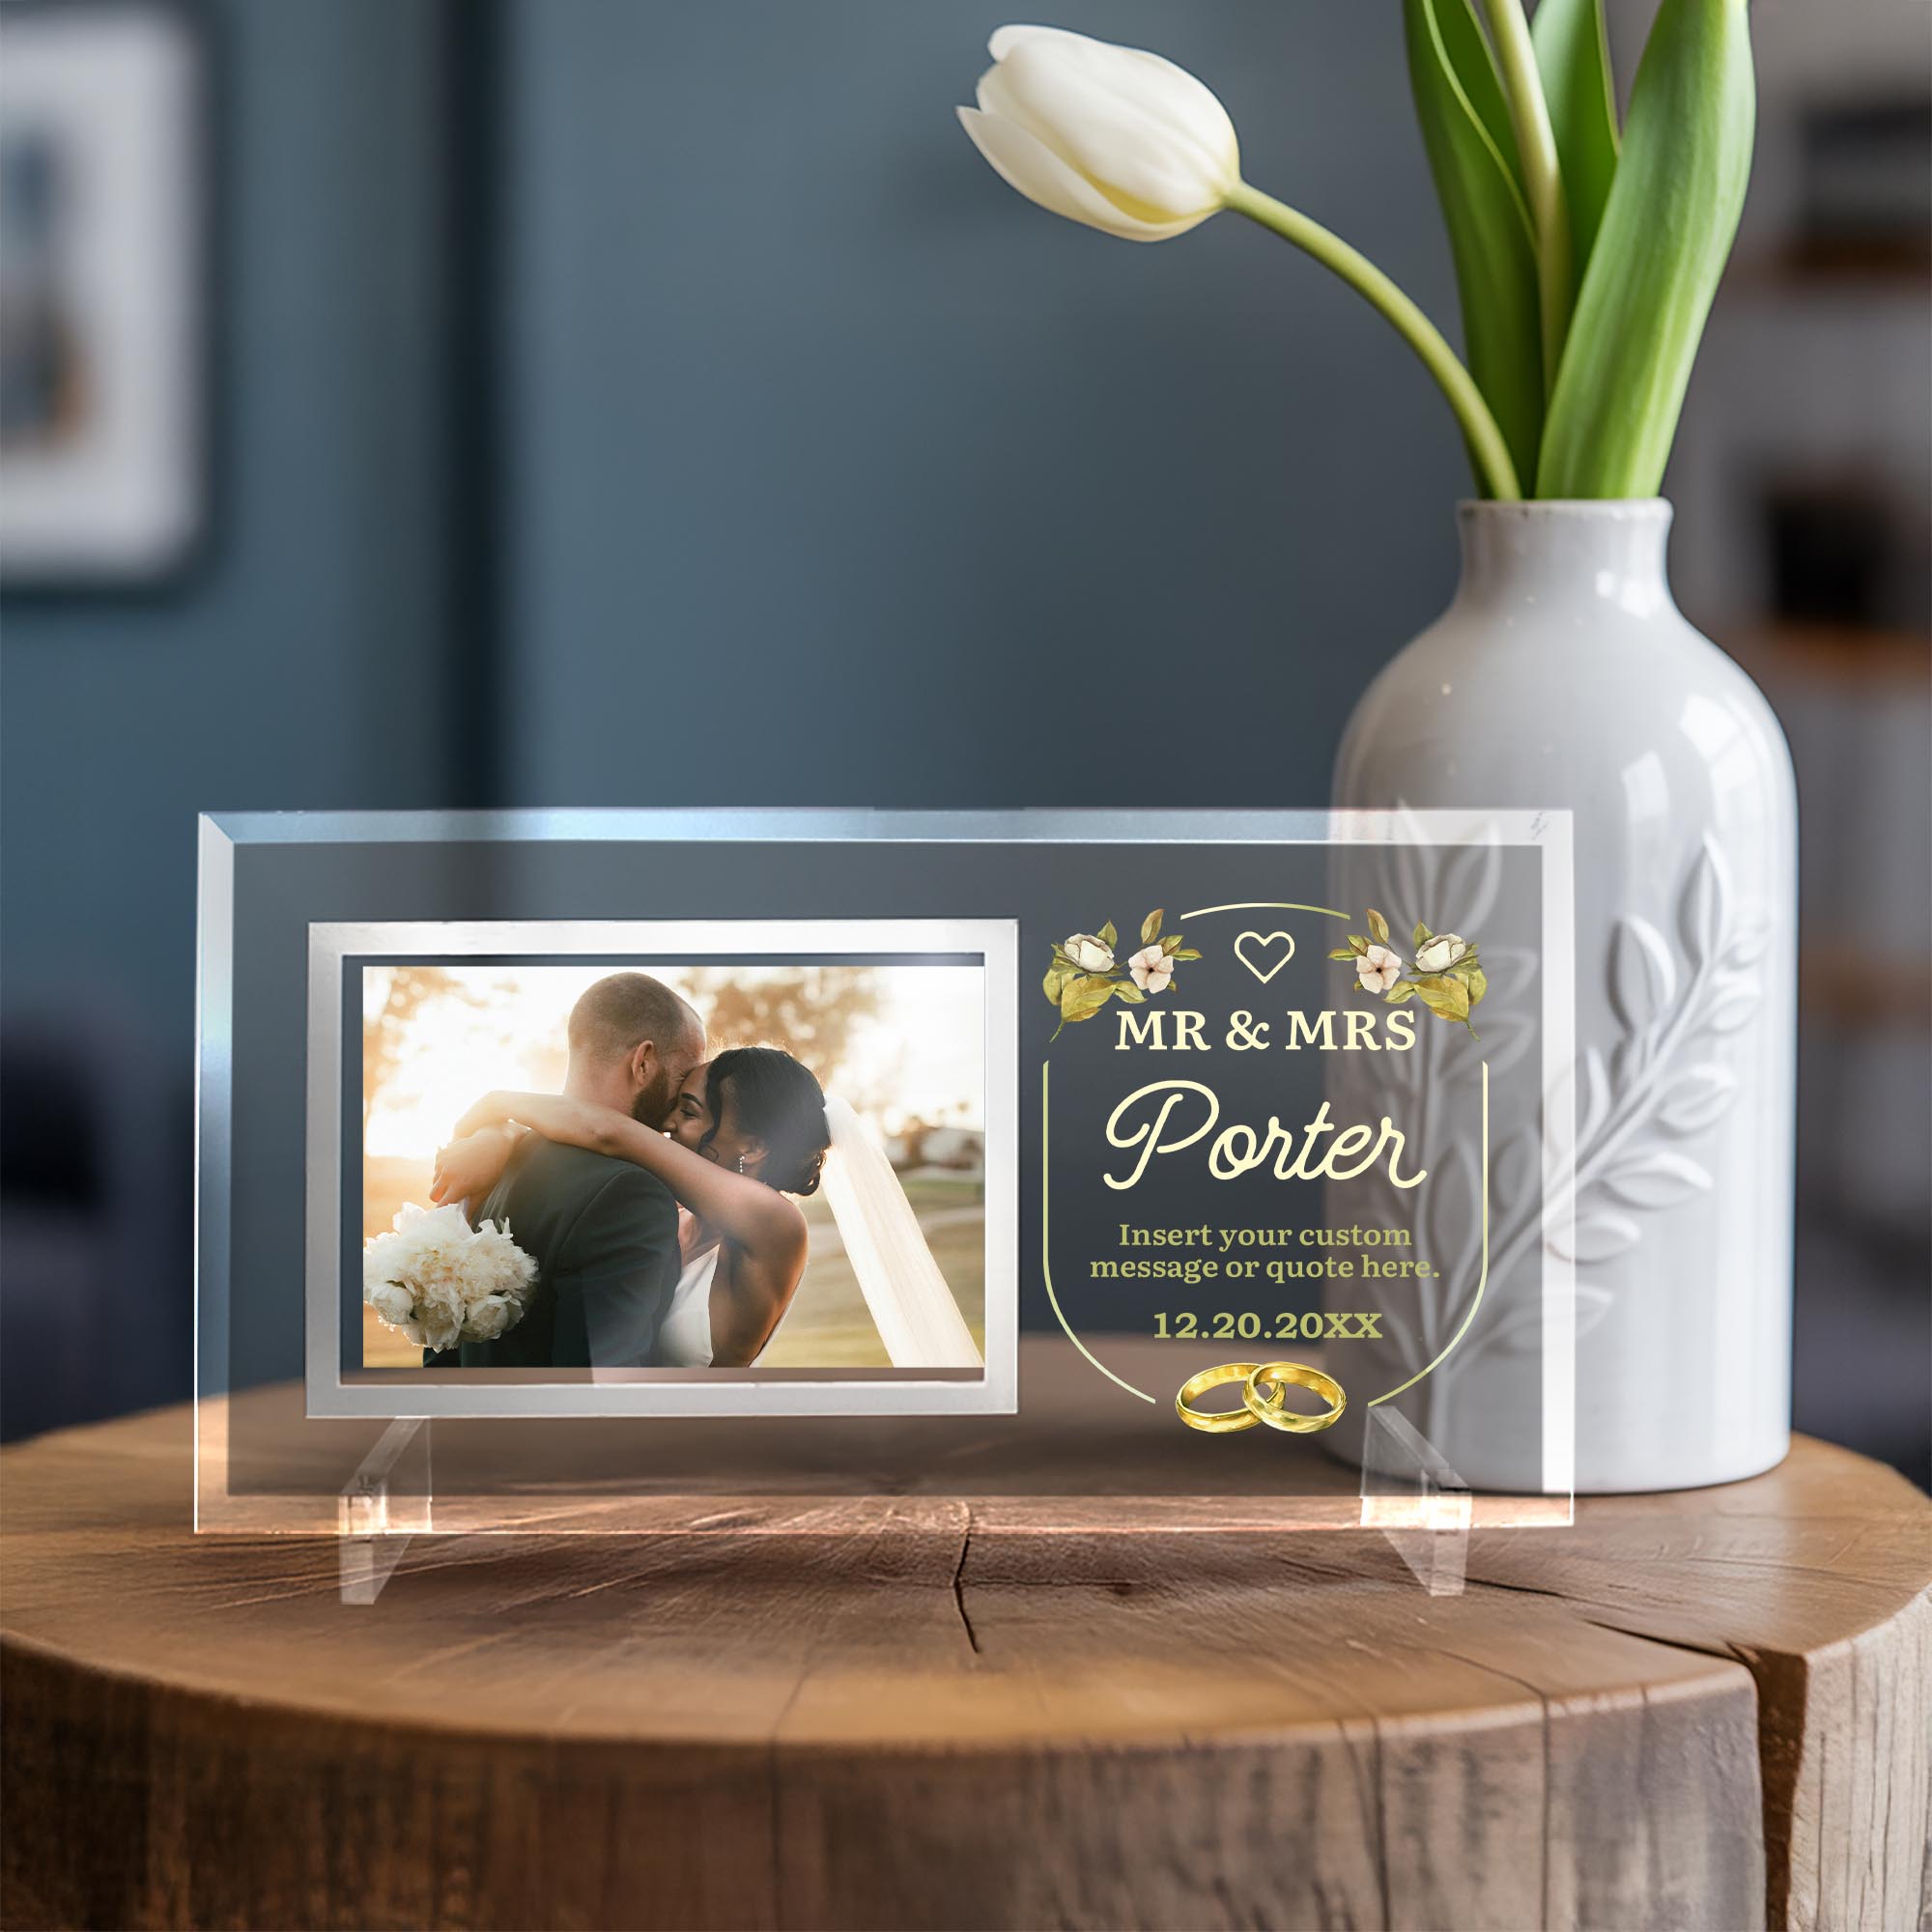 MR & MRS
Porter
Insert your custom
message or quote here.
12.20.20XX